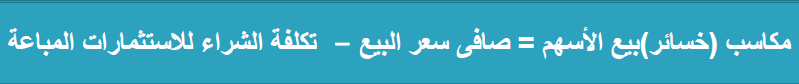 مكاسب (خسائر)بيع الأسهم = صافى سعر البيع – تكلفة الشراء للاستثمارات المباعة